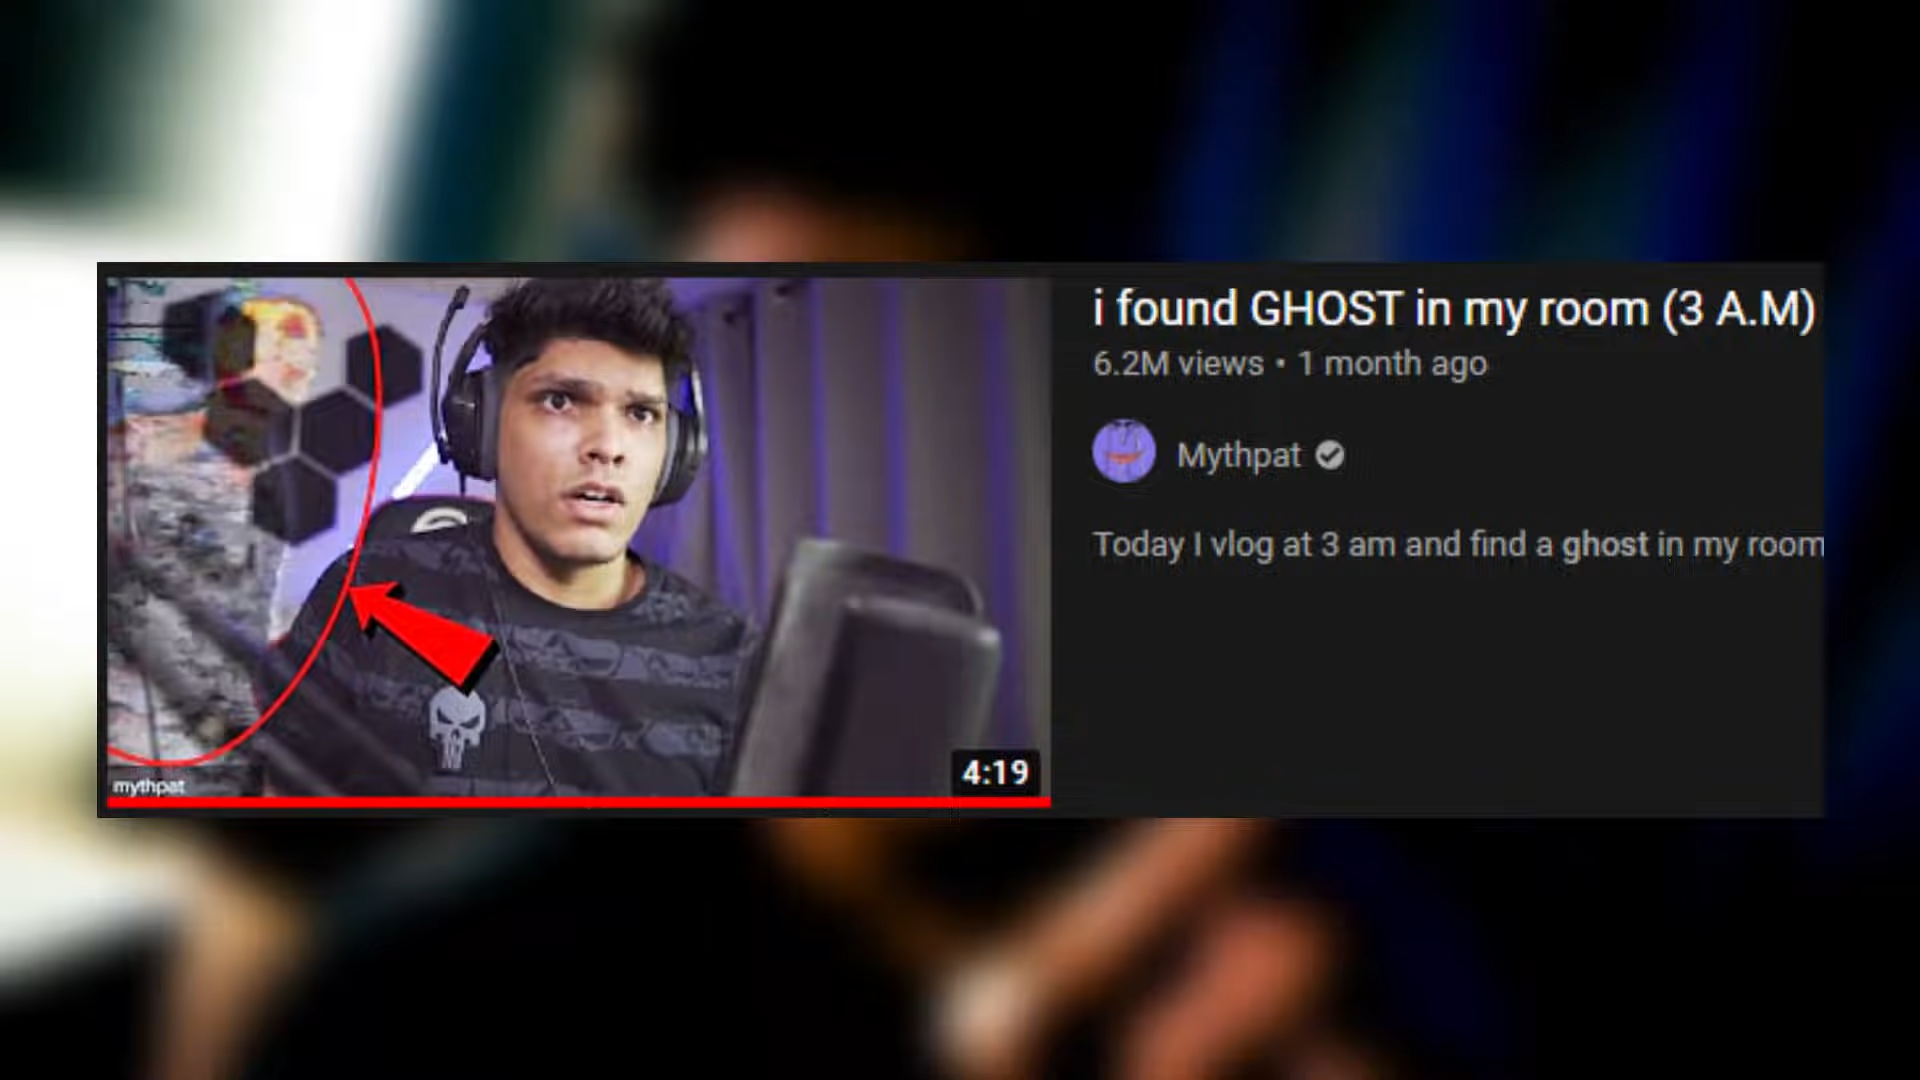 i found GHOST in my room (3 A.M)
6.2M views • 1 month ago
Mythpat
Today I vlog at 3 am and find a ghost in my room
4:19
mythpat